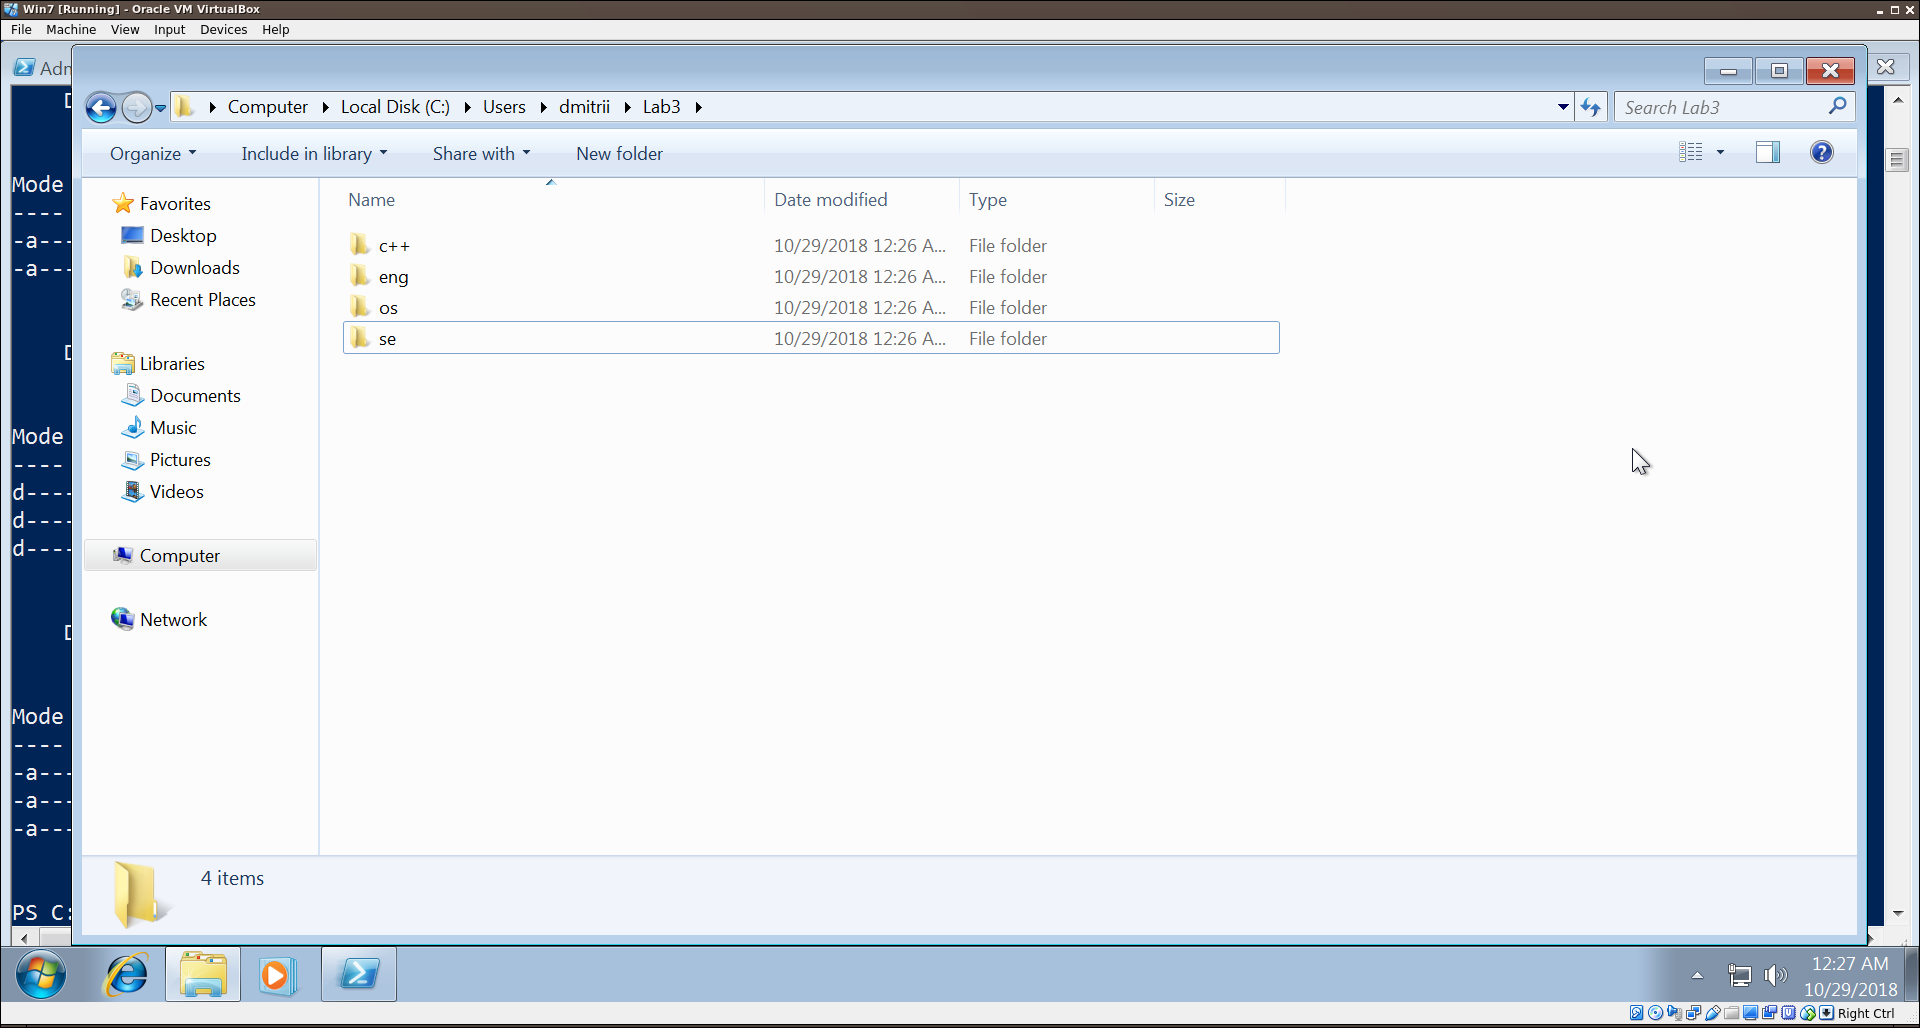 Win7 [Running] - Oracle VM VirtualBox
File Machine View Input Devices Help
Adm
Computer Local Disk (C:) Users dmitrii Lab3
Search Lab3
Organize Include in library Share with New folder
Name Date modified Type Size
c++ 10/29/2018 12:26 A... File folder
eng 10/29/2018 12:26 A... File folder
os 10/29/2018 12:26 A... File folder
se 10/29/2018 12:26 A... File folder
Favorites
Desktop
Downloads
Recent Places
Libraries
Documents
Music
Pictures
Videos
Computer
Network
4 items
D
Mode
----
-a---
-a---
D
Mode
----
d----
d----
d----
D
Mode
----
-a---
-a---
-a---
PS C:
12:27 AM
10/29/2018
Right Ctrl